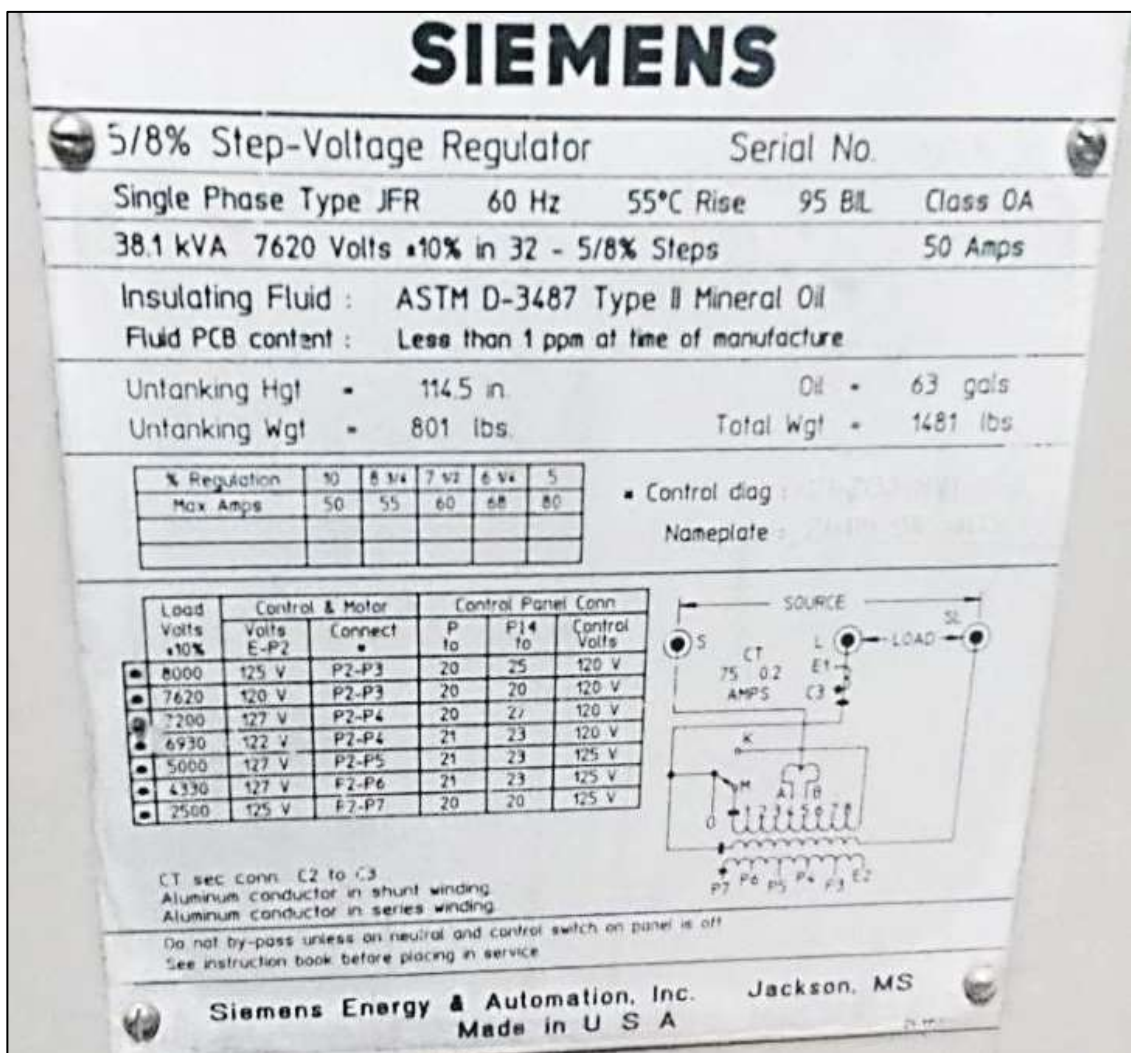 SIEMENS
5/8% Step-Voltage Regulator Serial No.
Single Phase Type JFR 60 Hz 55°C Rise 95 BIL Class OA
38.1 kVA 7620 Volts ±10% in 32 - 5/8% Steps 50 Amps
Insulating Fluid : ASTM D-3487 Type II Mineral Oil
Fluid PCB content : Less than 1 ppm at time of manufacture
Untanking Hgt - 114.5 in. Oil - 63 gals
Untanking Wgt - 801 lbs. Total Wgt - 1481 lbs
% Regulation 10 8 3/4 7 1/2 6 1/4 5
Max Amps 50 55 60 68 80
Control diag :
Nameplate :
Load Volts ±10% Control & Motor Control Panel Conn
Volts E-P2 Connect P to P14 to Control Volts
8000 125 V P2-P3 20 25 120 V
7620 120 V P2-P3 20 20 120 V
7200 127 V P2-P4 20 27 120 V
6930 122 V P2-P4 21 23 120 V
5000 127 V P2-P5 21 23 125 V
4330 127 V P2-P6 21 23 125 V
2500 125 V P2-P7 20 20 125 V
SOURCE
SL
S L LOAD
CT E1
75 0.2
AMPS C3
K
M A B
0 1 2 3 4 5 6 7 8
P7 P6 P5 P4 P3 E2
CT sec conn. C2 to C3
Aluminum conductor in shunt winding
Aluminum conductor in series winding
Do not by-pass unless on neutral and control switch on panel is off
See instruction book before placing in service
Siemens Energy & Automation, Inc. Jackson, MS
Made in U S A